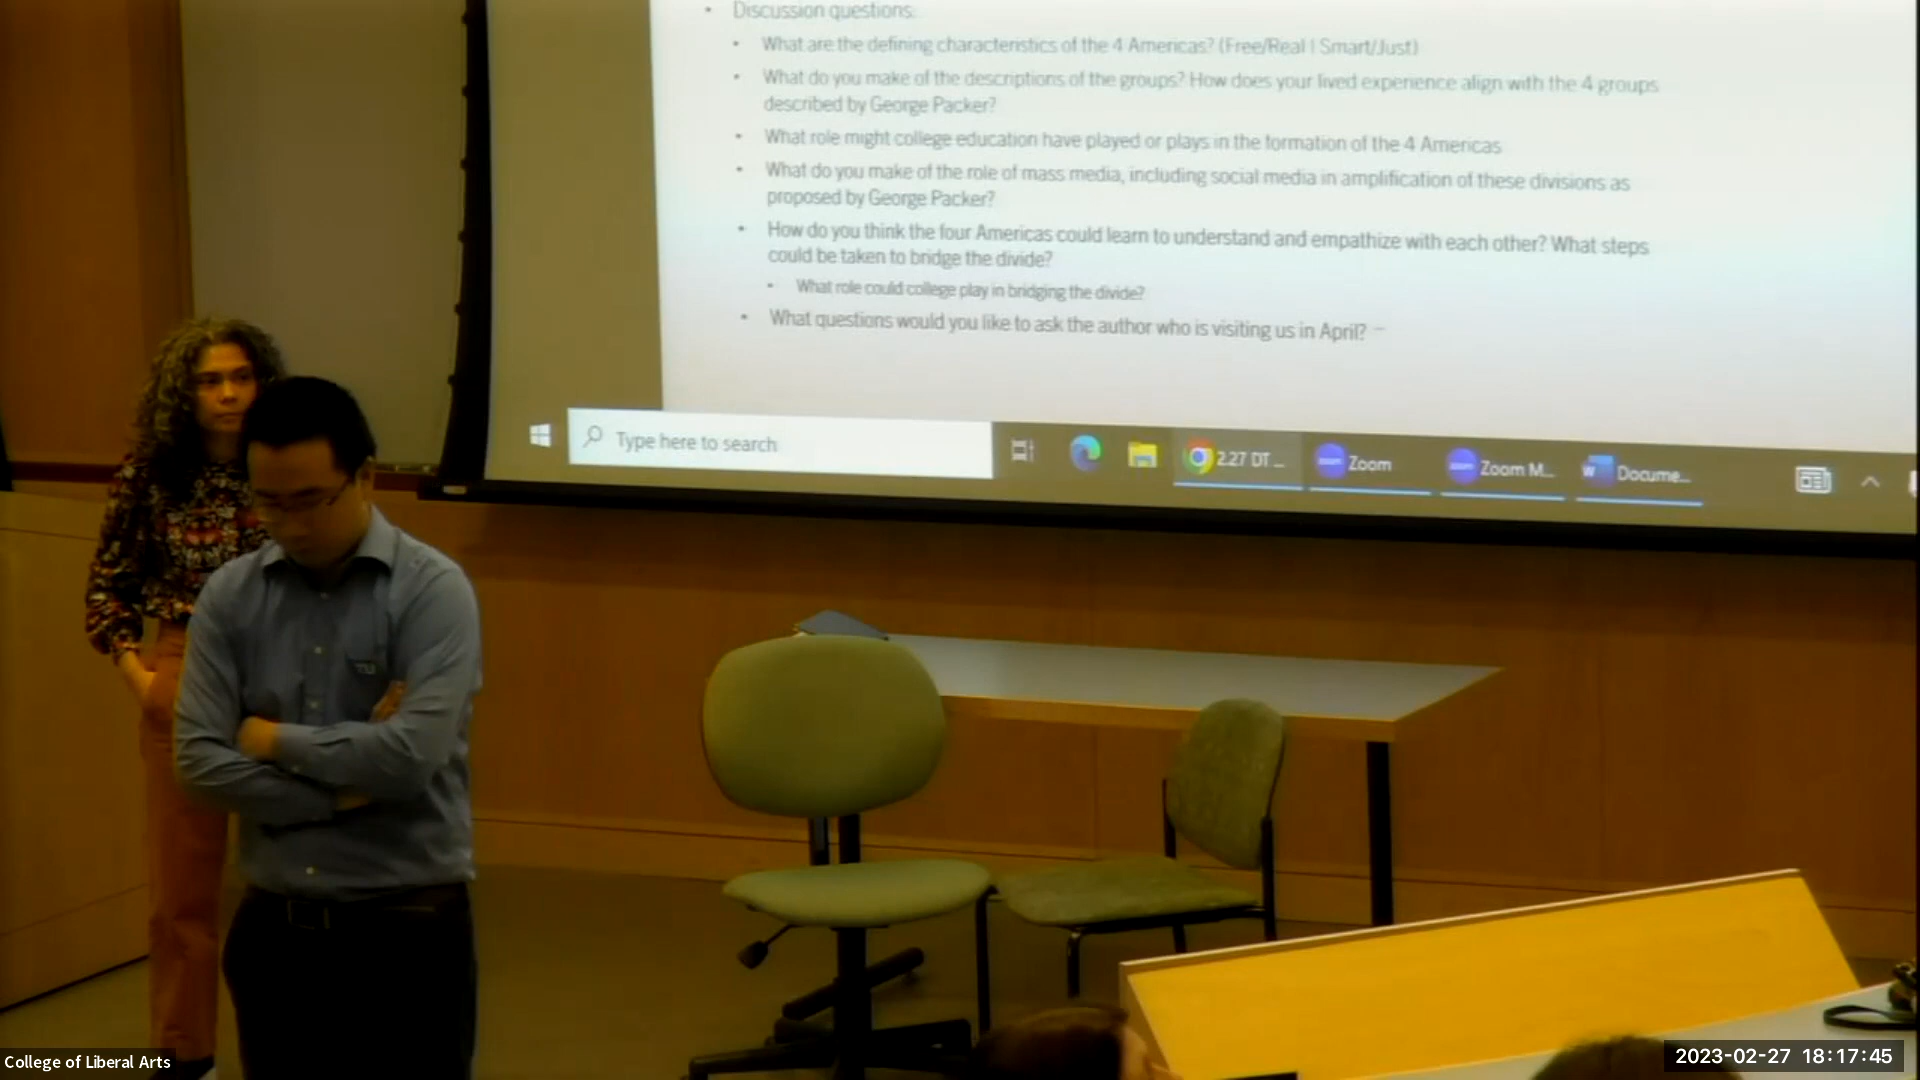 Discussion questions:
What are the defining characteristics of the 4 Americas? (Free/Real | Smart/Just)
What do you make of the descriptions of the groups? How does your lived experience align with the 4 groups
described by George Packer?
What role might college education have played or plays in the formation of the 4 Americas
What do you make of the role of mass media, including social media in amplification of these divisions as
proposed by George Packer?
How do you think the four Americas could learn to understand and empathize with each other? What steps
could be taken to bridge the divide?
What role could college play in bridging the divide?
What questions would you like to ask the author who is visiting us in April? —
Type here to search
2.27 DT ...
zoom Zoom
zoom Zoom M...
W Docume...
College of Liberal Arts
2023-02-27 18:17:45